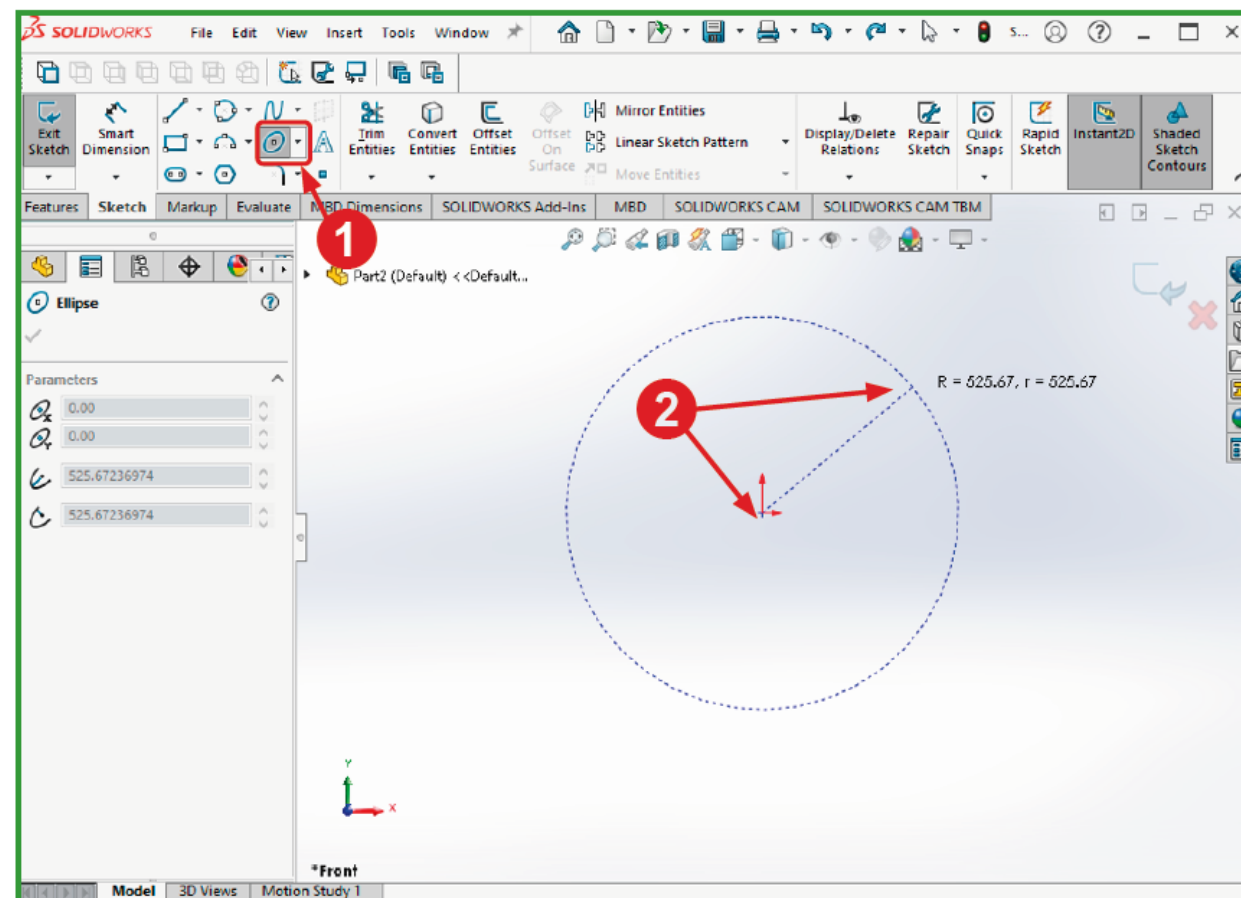 SOLIDWORKS File Edit View Insert Tools Window s...
Exit Sketch
Smart Dimension
Trim Entities
Convert Entities
Offset Entities
Offset On Surface
Mirror Entities
Linear Sketch Pattern
Move Entities
Display/Delete Relations
Repair Sketch
Quick Snaps
Rapid Sketch
Instant2D
Shaded Sketch Contours
Features Sketch Markup Evaluate MBD Dimensions SOLIDWORKS Add-Ins MBD SOLIDWORKS CAM SOLIDWORKS CAM TBM
1
Part2 (Default) <<Default...
Ellipse
Parameters
0.00
0.00
525.67236974
525.67236974
R = 525.67, r = 525.67
2
Y
X
*Front
Model 3D Views Motion Study 1